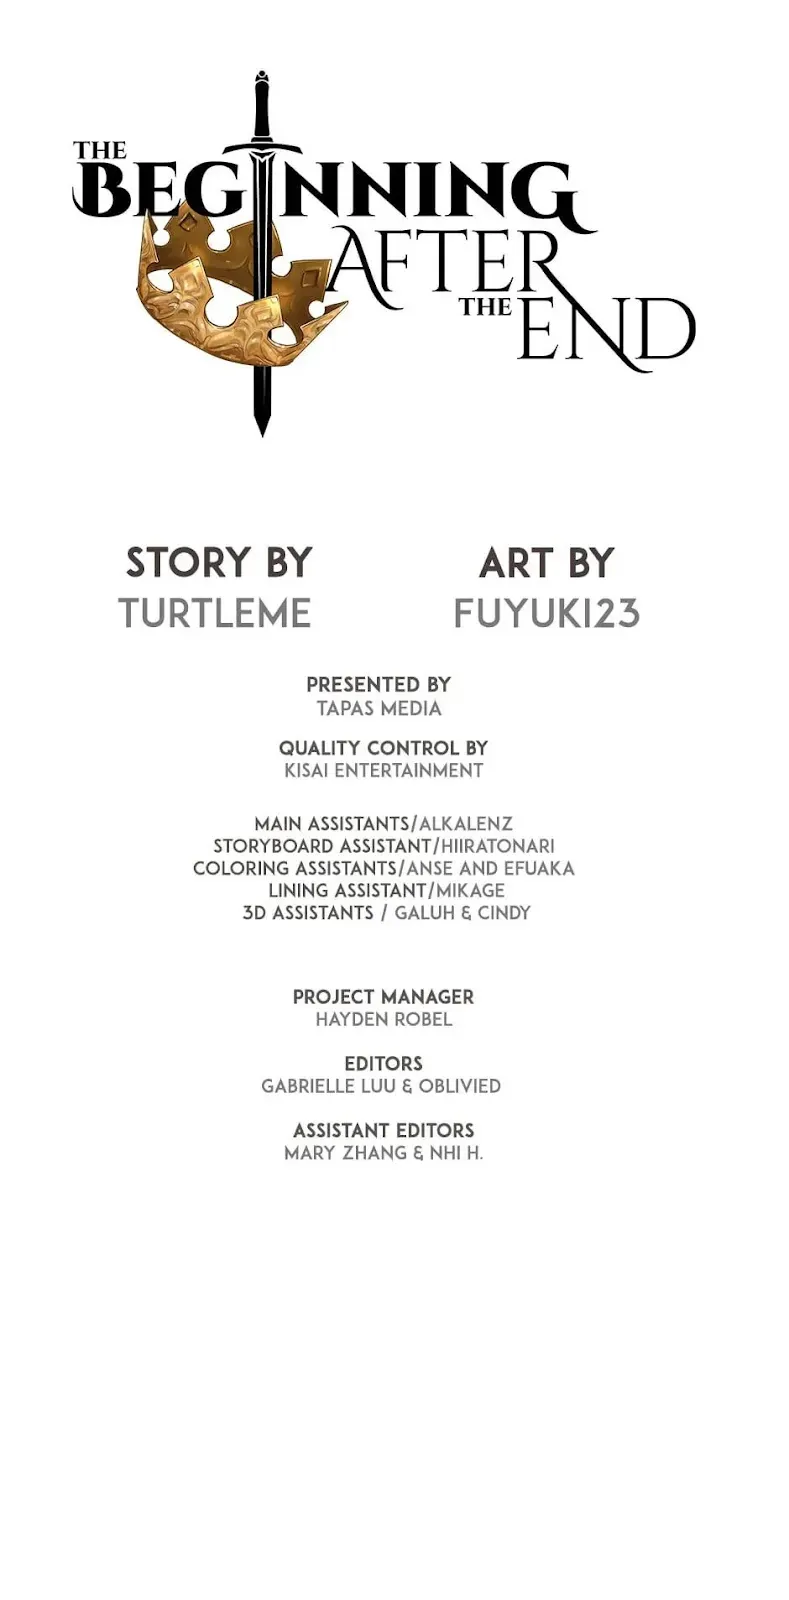 THE
BEGINNING
AFTER
THE END
STORY BY
TURTLEME
ART BY
FUYUKI23
PRESENTED BY
TAPAS MEDIA
QUALITY CONTROL BY
KISAI ENTERTAINMENT
MAIN ASSISTANTS/ALKALENZ
STORYBOARD ASSISTANT/HIIRATONARI
COLORING ASSISTANTS/ANSE AND EFUAKA
LINING ASSISTANT/MIKAGE
3D ASSISTANTS / GALUH & CINDY
PROJECT MANAGER
HAYDEN ROBEL
EDITORS
GABRIELLE LUU & OBLIVIED
ASSISTANT EDITORS
MARY ZHANG & NHI H.